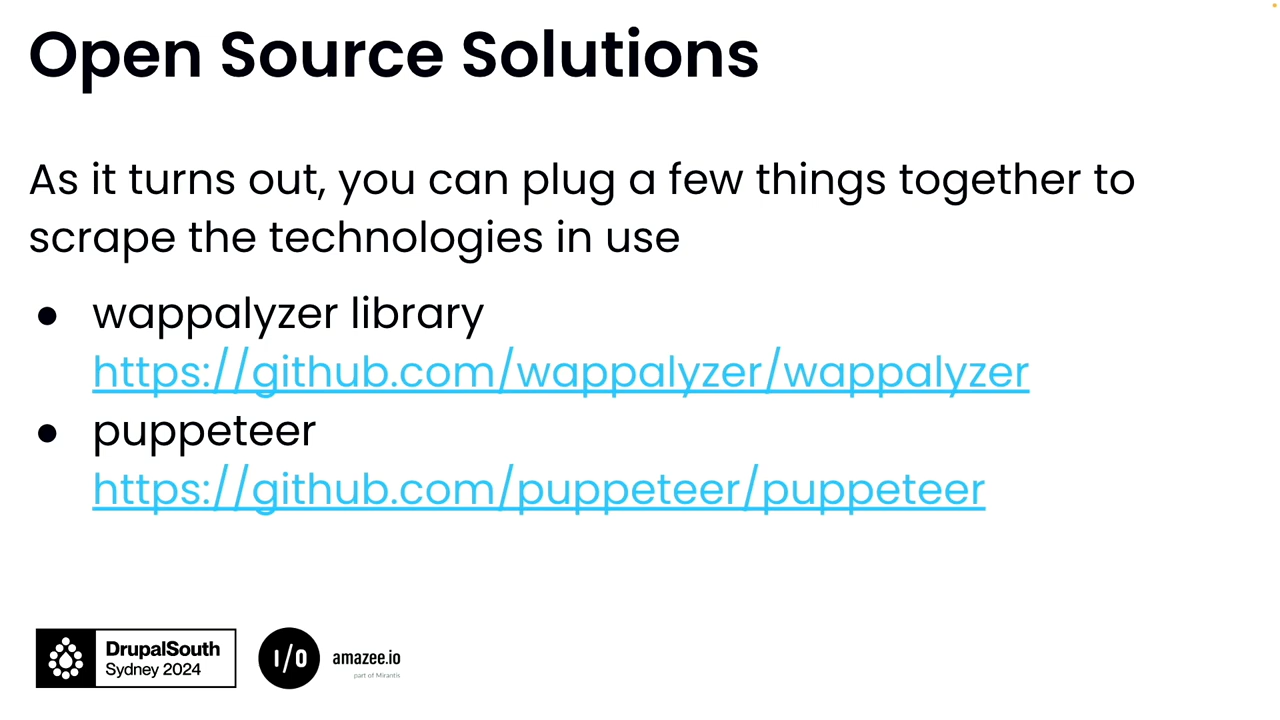 Open Source Solutions
As it turns out, you can plug a few things together to
scrape the technologies in use
● wappalyzer library
https://github.com/wappalyzer/wappalyzer
● puppeteer
https://github.com/puppeteer/puppeteer
DrupalSouth
Sydney 2024
I/O
amazee.io
part of Mirantis